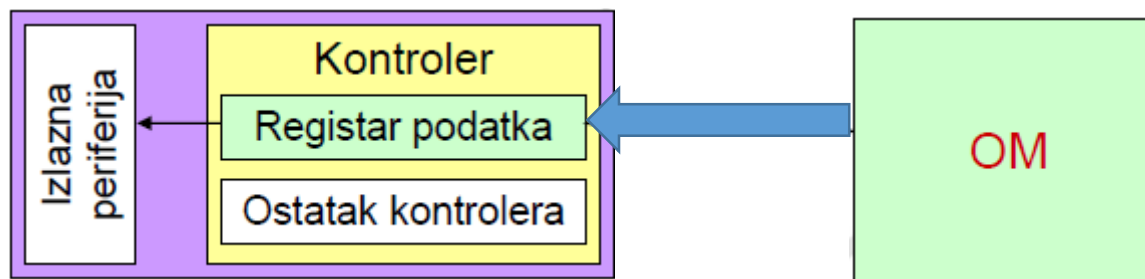 Izlazna
periferija
Kontroler
Registar podatka
Ostatak kontrolera
OM